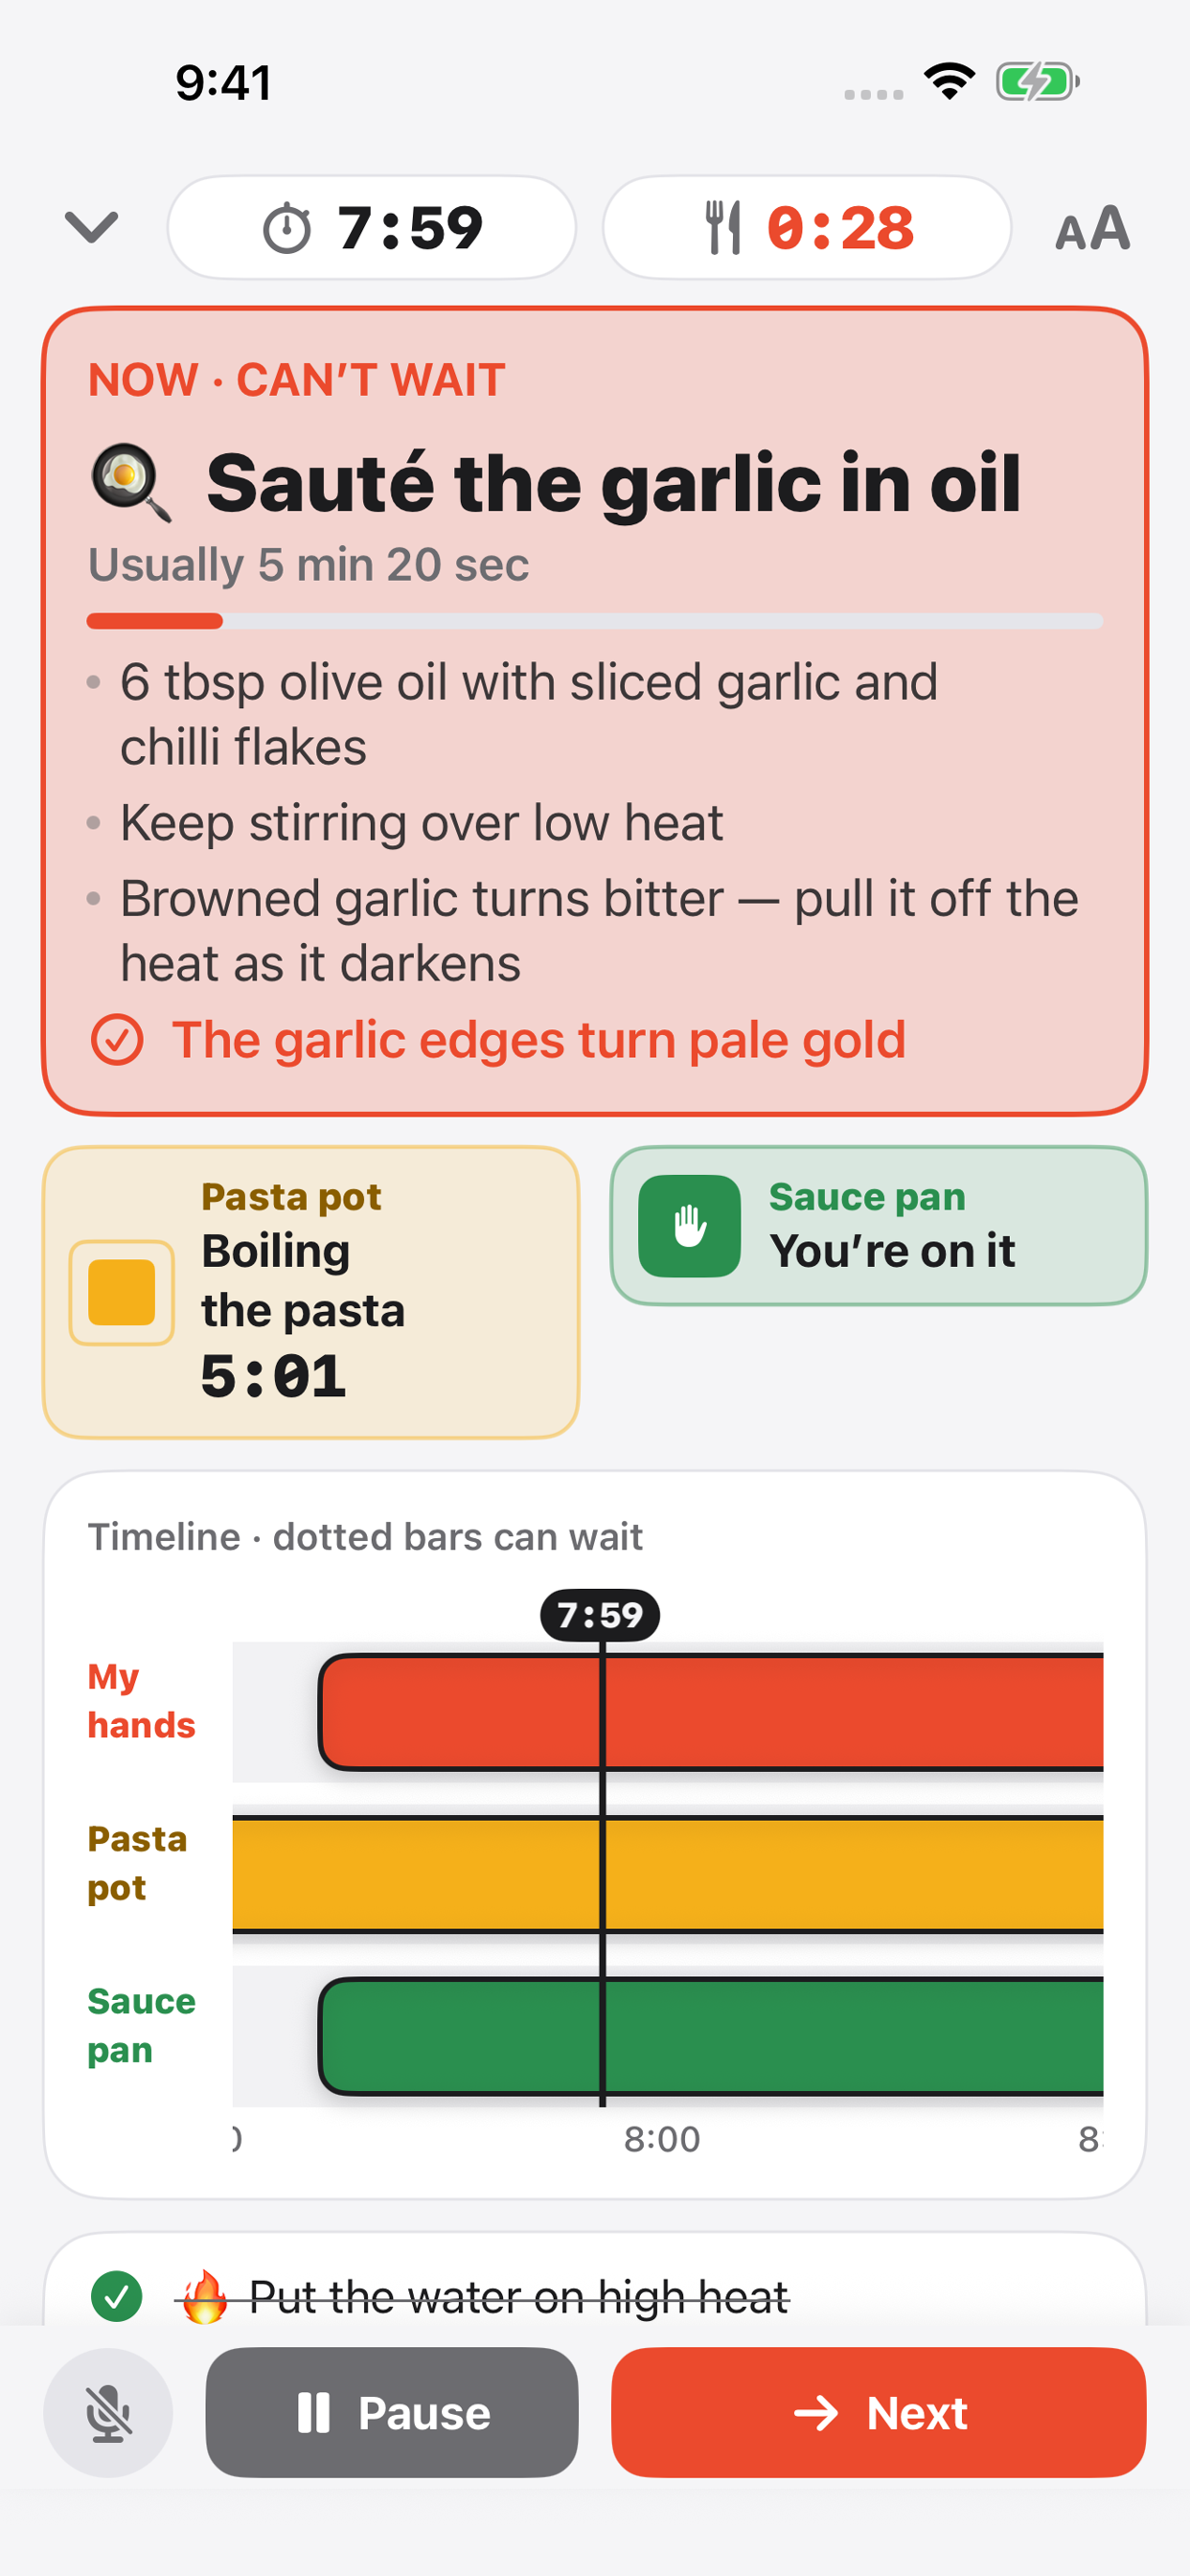 9:41
7:59
0:28
AA
NOW · CAN’T WAIT
Sauté the garlic in oil
Usually 5 min 20 sec
• 6 tbsp olive oil with sliced garlic and
chilli flakes
• Keep stirring over low heat
• Browned garlic turns bitter — pull it off the
heat as it darkens
The garlic edges turn pale gold
Pasta pot
Boiling
the pasta
5:01
Sauce pan
You’re on it
Timeline · dotted bars can wait
7:59
My
hands
Pasta
pot
Sauce
pan
8:00
Put the water on high heat
Pause
Next